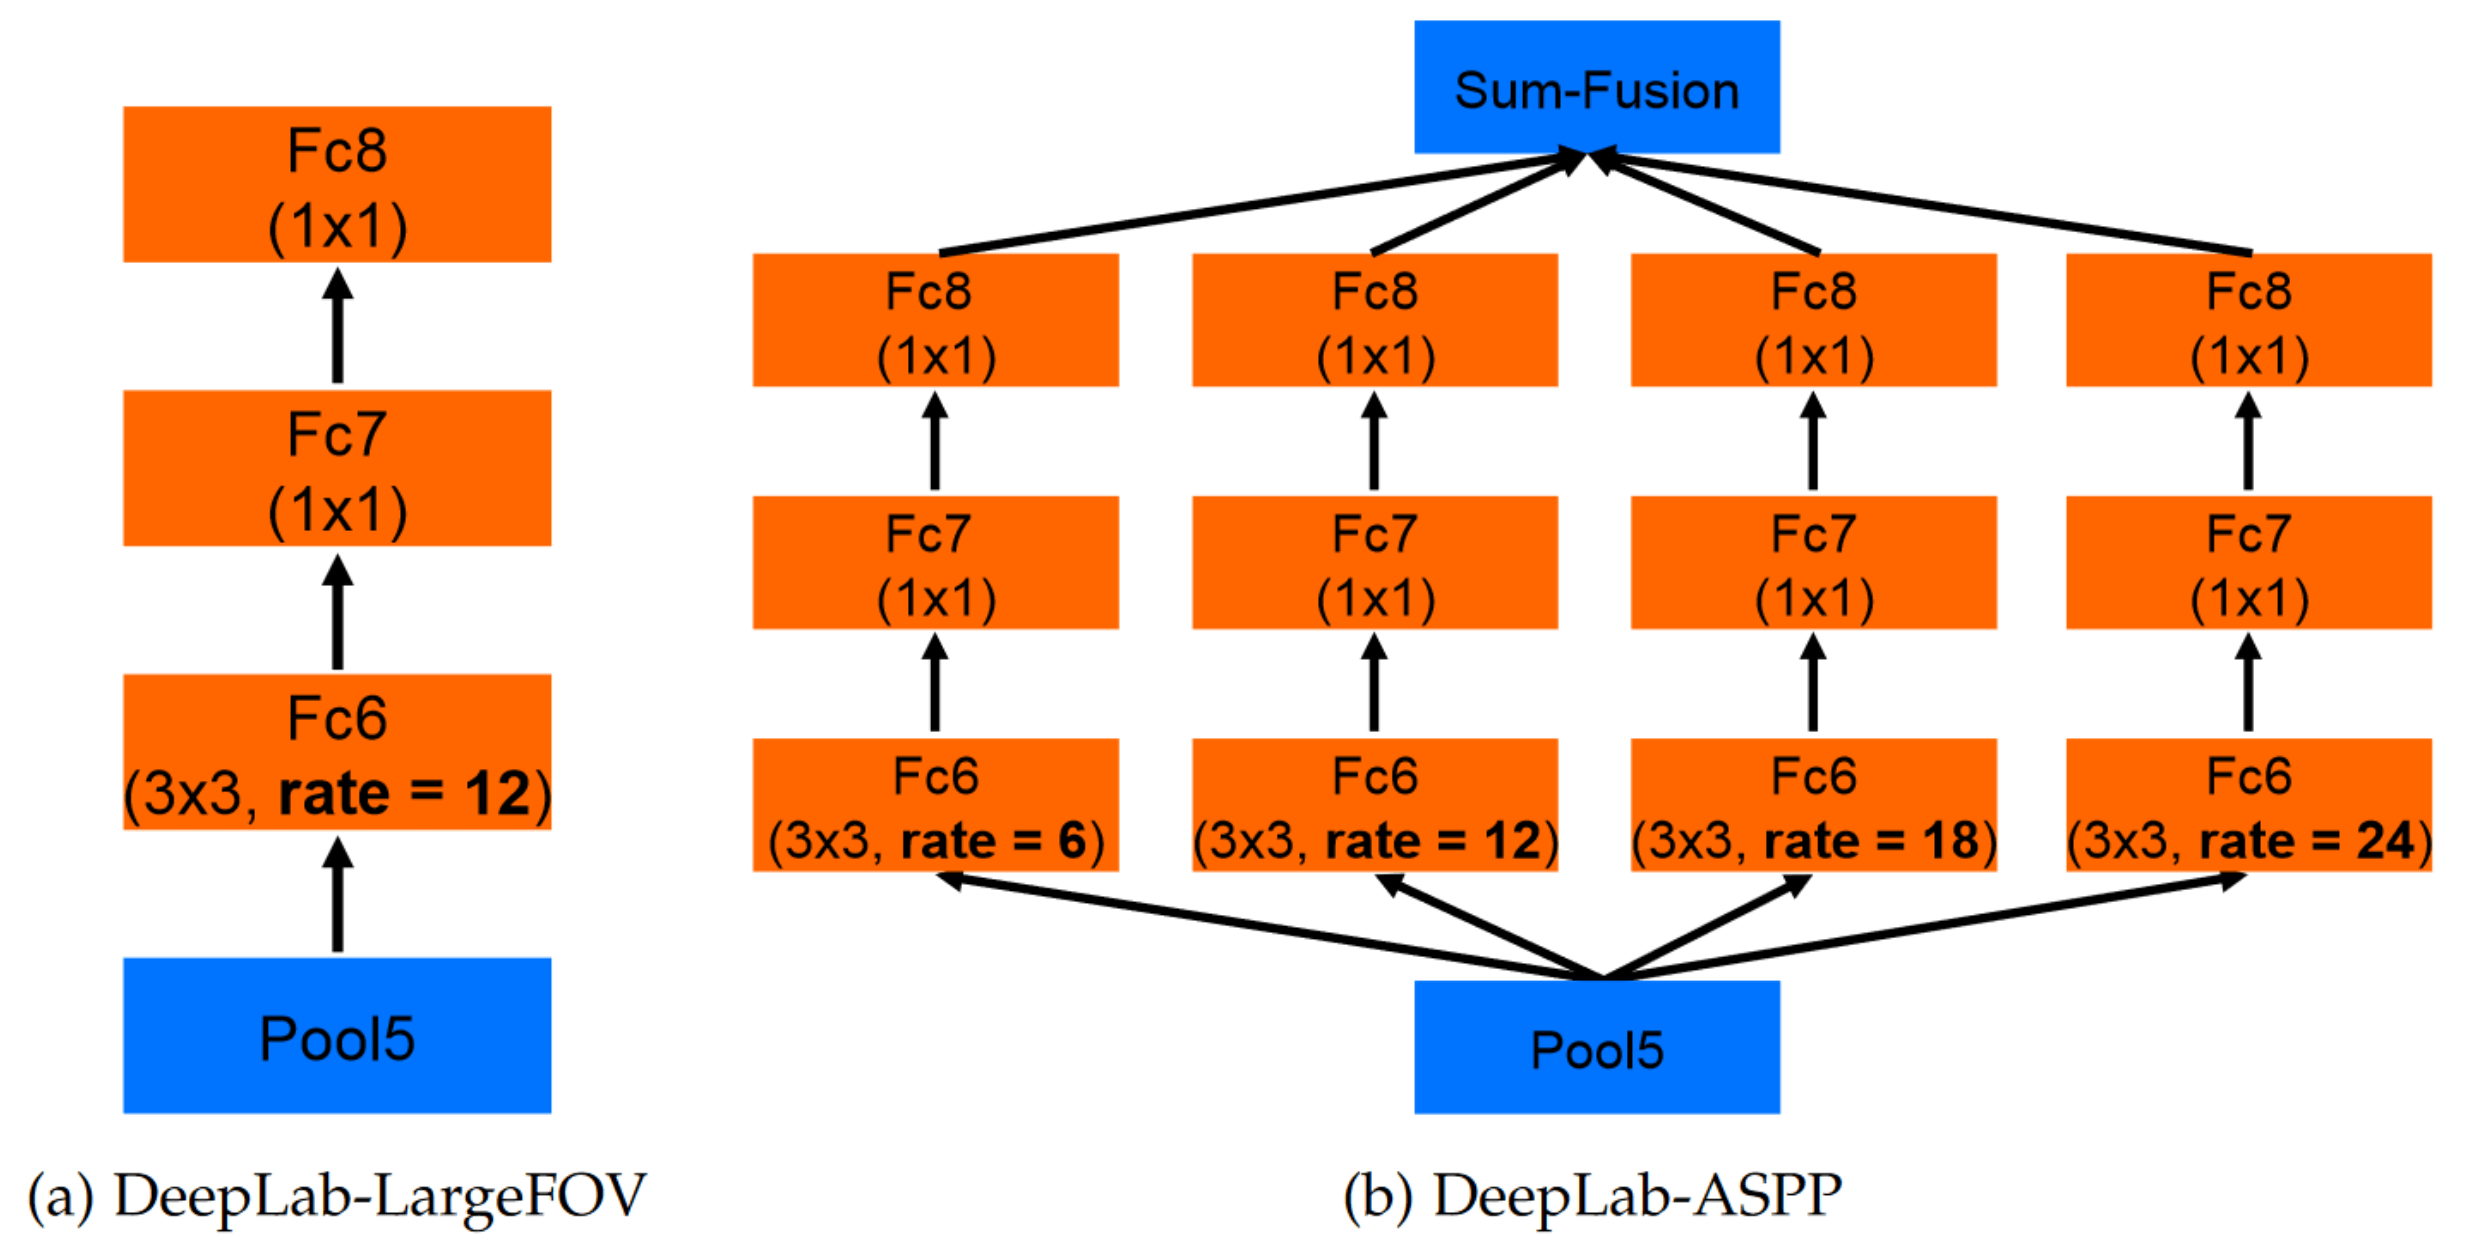 Fc8
(1x1)
Fc7
(1x1)
Fc6
(3x3, rate = 12)
Pool5
(a) DeepLab-LargeFOV
Sum-Fusion
Fc8
(1x1)
Fc8
(1x1)
Fc8
(1x1)
Fc8
(1x1)
Fc7
(1x1)
Fc7
(1x1)
Fc7
(1x1)
Fc7
(1x1)
Fc6
(3x3, rate = 6)
Fc6
(3x3, rate = 12)
Fc6
(3x3, rate = 18)
Fc6
(3x3, rate = 24)
Pool5
(b) DeepLab-ASPP